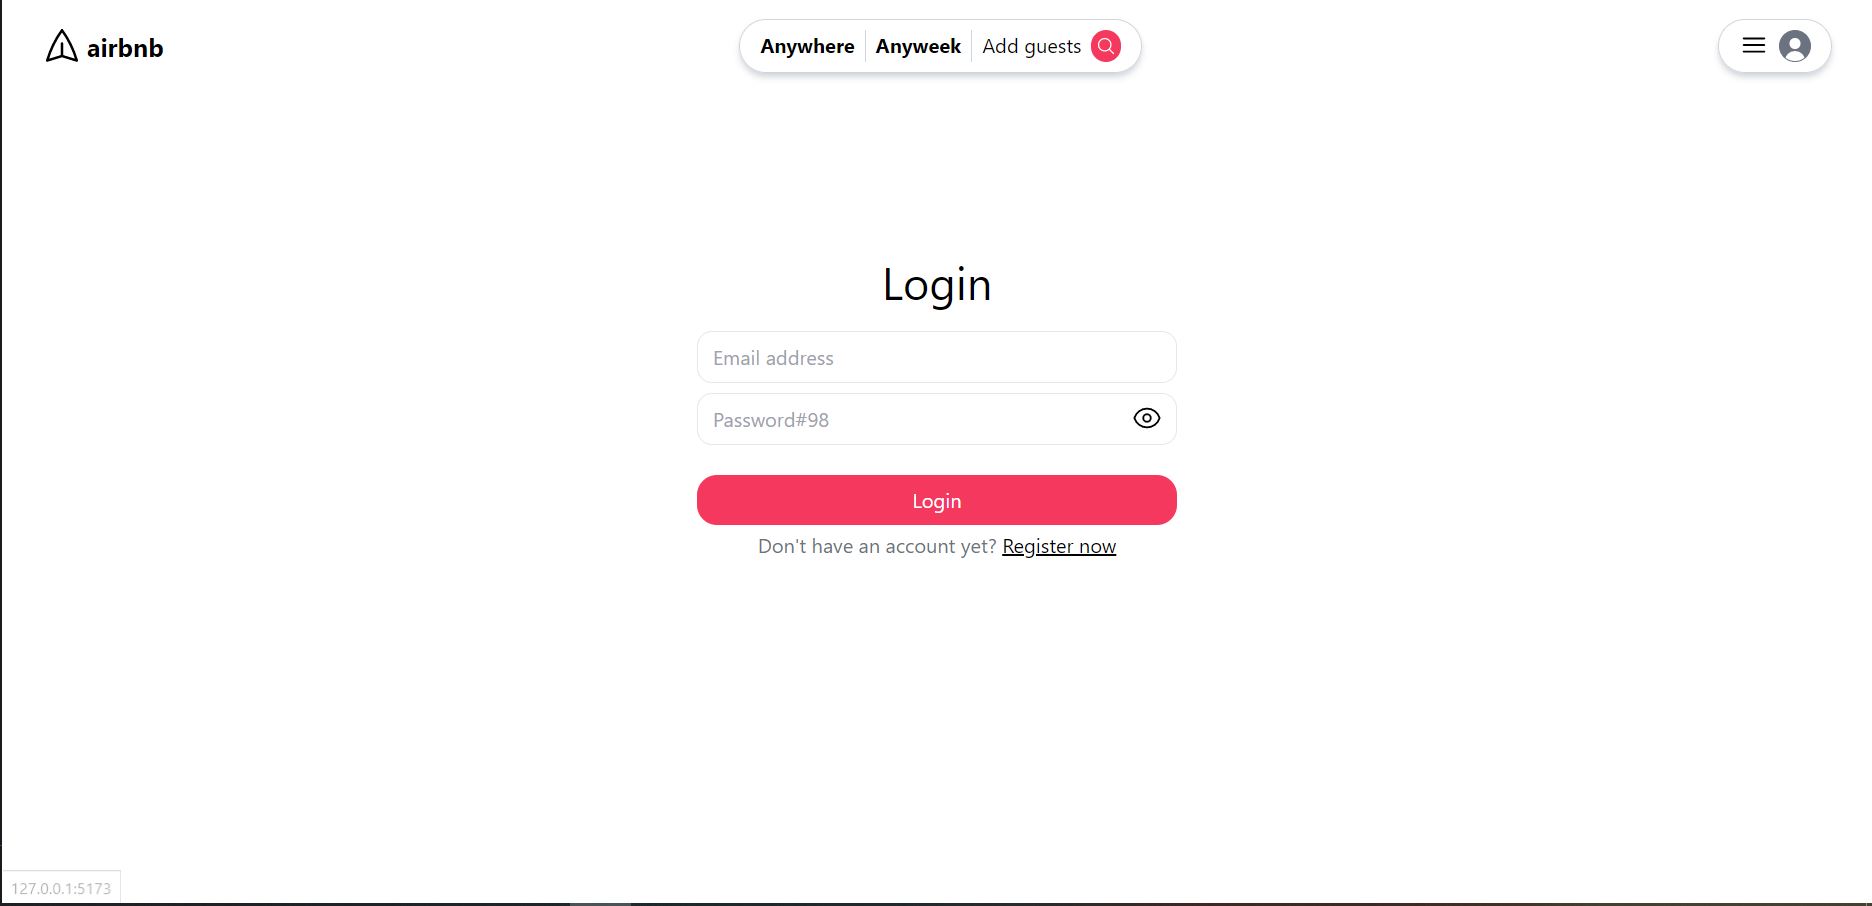 airbnb
Anywhere Anyweek Add guests
Login
Email address
Password#98
Login
Don't have an account yet? Register now
127.0.0.1:5173